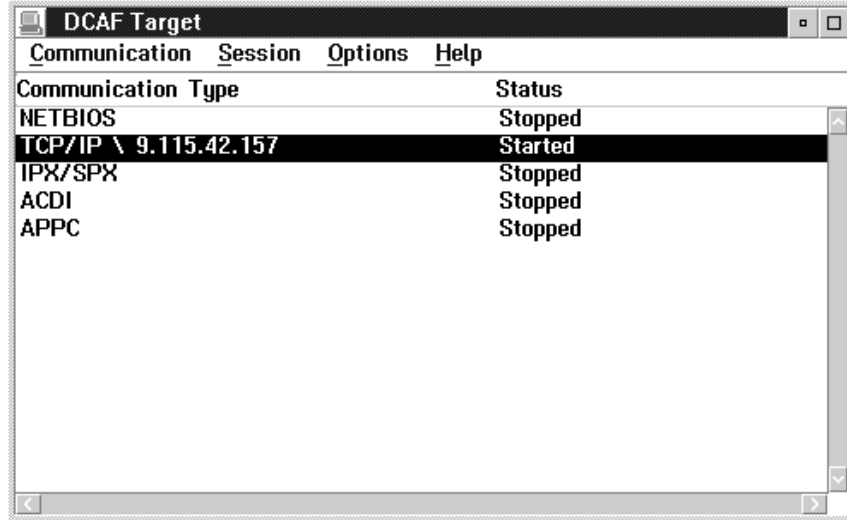 DCAF Target
Communication Session Options Help
Communication Type Status
NETBIOS Stopped
TCP/IP \ 9.115.42.157 Started
IPX/SPX Stopped
ACDI Stopped
APPC Stopped